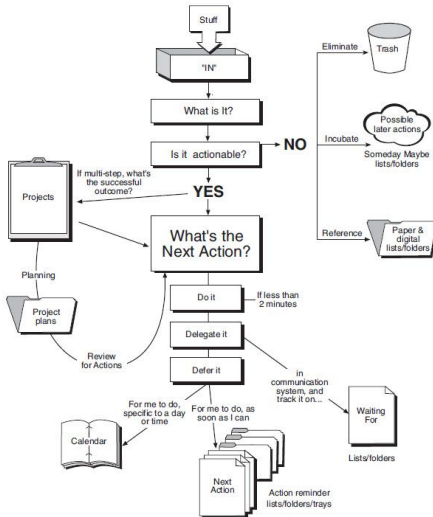 Stuff
"IN"
What is It?
Is it actionable?
NO
Eliminate
Trash
Incubate
Possible
later actions
Someday Maybe
lists/folders
Reference
Paper &
digital
lists/folders
YES
If multi-step, what's
the successful
outcome?
Projects
Planning
Project
plans
Review
for Actions
What's the
Next Action?
Do it
If less than
2 minutes
Delegate it
in
communication
system, and
track it on...
Waiting
For
Lists/folders
Defer it
For me to do,
specific to a day
or time
Calendar
For me to do, as
soon as I can
Next
Action
Action reminder
lists/folders/trays